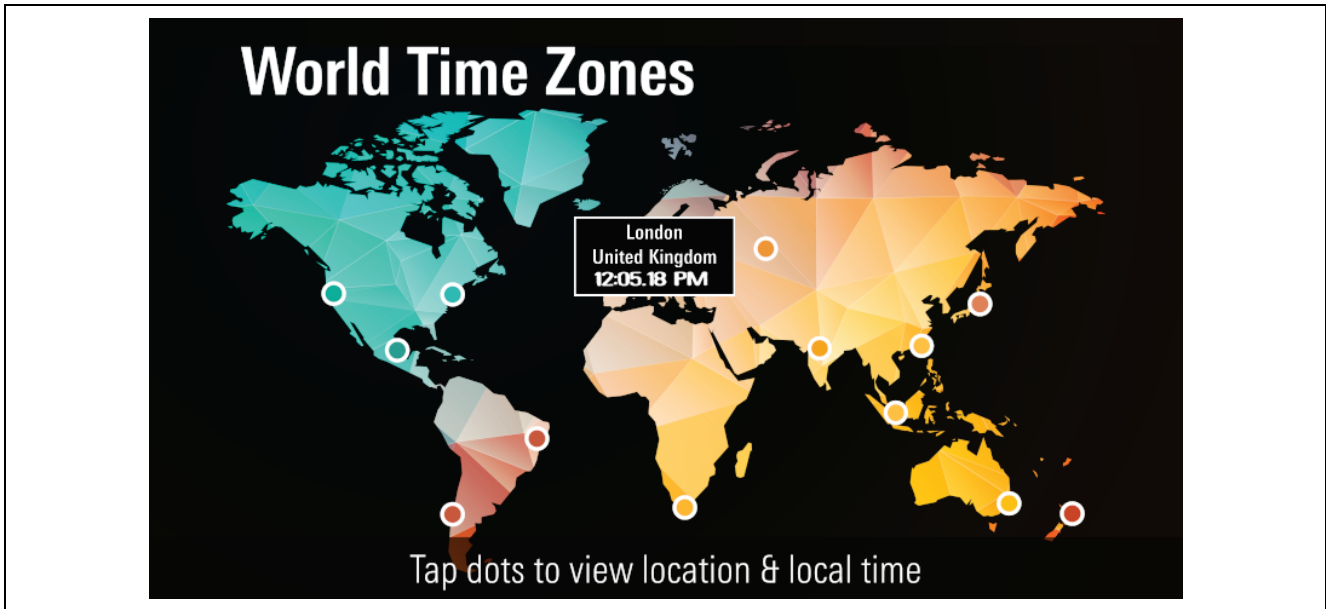 World Time Zones
London
United Kingdom
12:05.18 PM
Tap dots to view location & local time